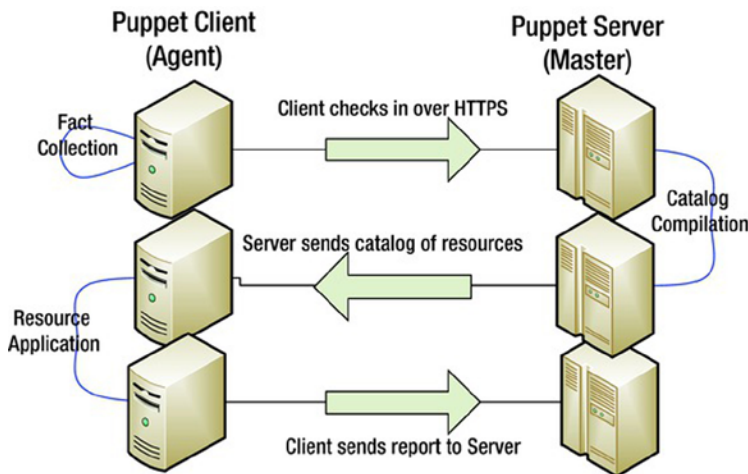 Puppet Client
(Agent)
Puppet Server
(Master)
Fact
Collection
Client checks in over HTTPS
Catalog
Compilation
Server sends catalog of resources
Resource
Application
Client sends report to Server